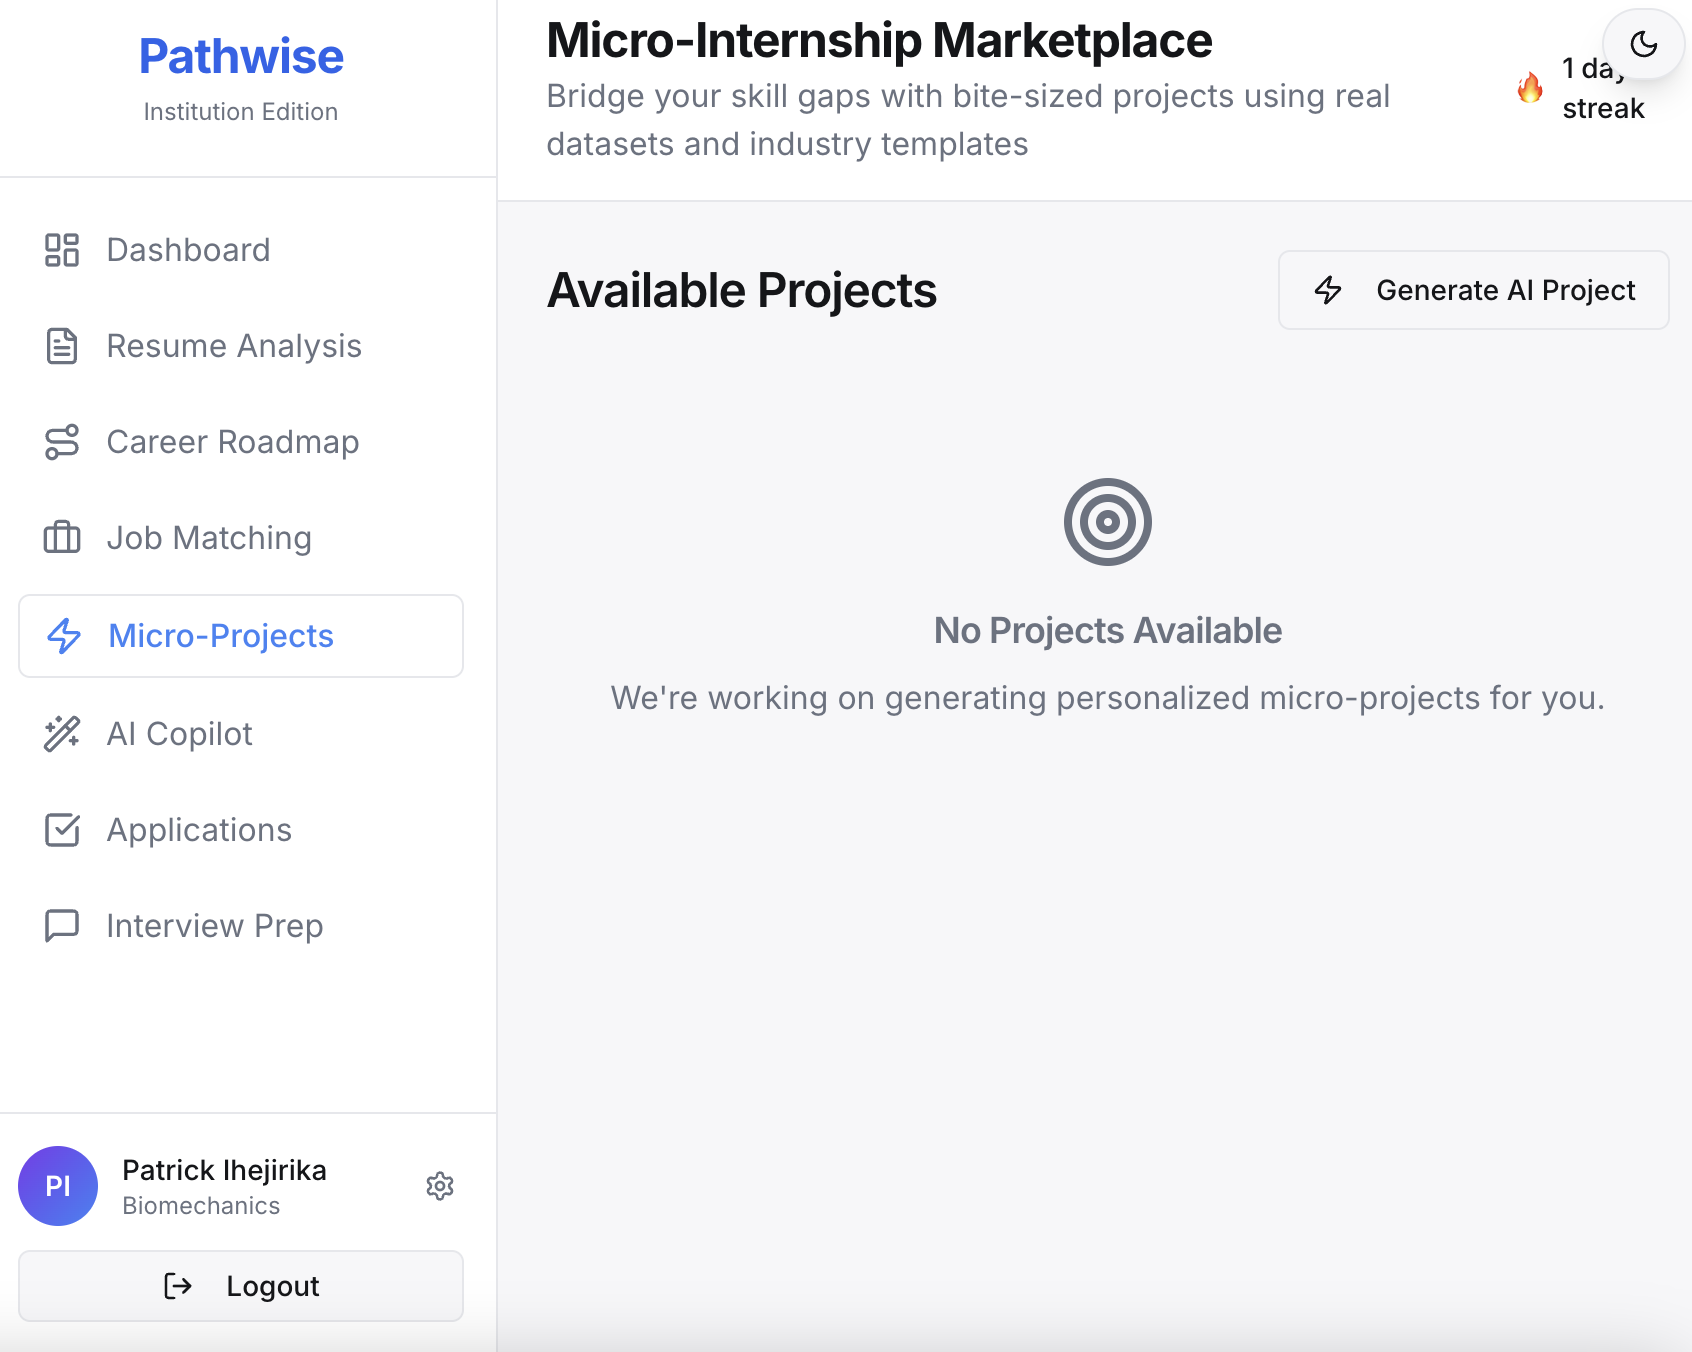 Pathwise
Institution Edition
Dashboard
Resume Analysis
Career Roadmap
Job Matching
Micro-Projects
AI Copilot
Applications
Interview Prep
PI
Patrick Ihejirika
Biomechanics
Logout
Micro-Internship Marketplace
Bridge your skill gaps with bite-sized projects using real
datasets and industry templates
1 day
streak
Available Projects
Generate AI Project
No Projects Available
We're working on generating personalized micro-projects for you.